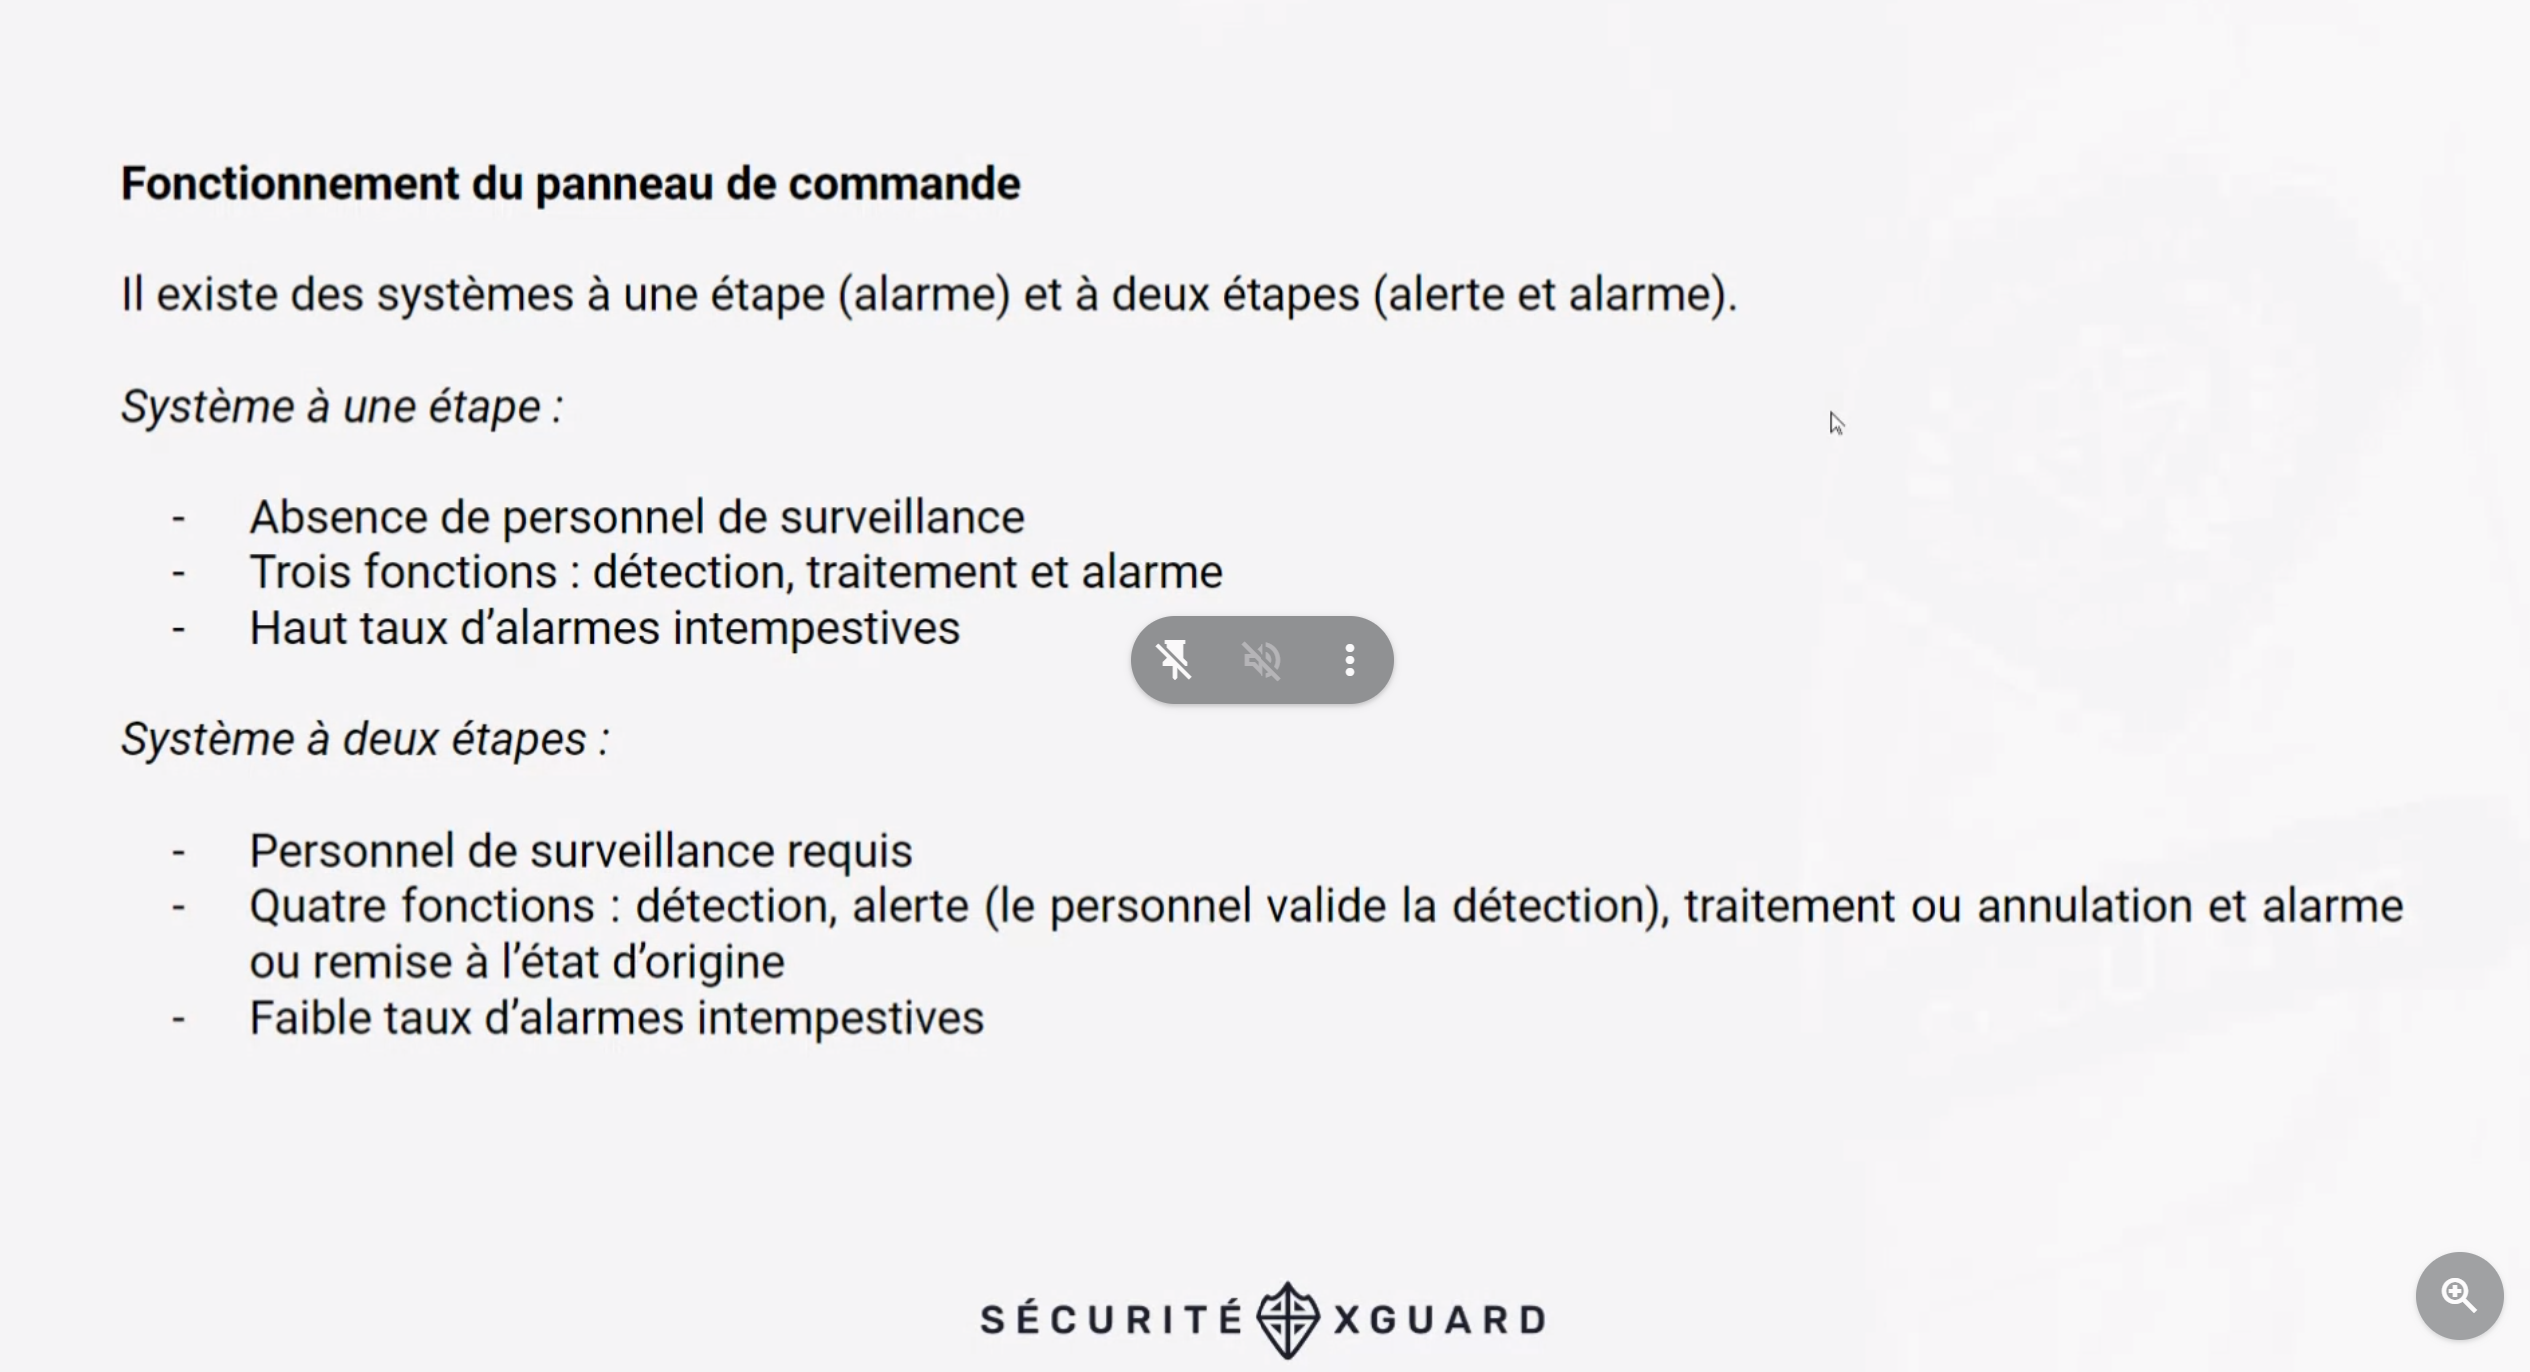 Fonctionnement du panneau de commande
Il existe des systèmes à une étape (alarme) et à deux étapes (alerte et alarme).
Système à une étape :
- Absence de personnel de surveillance
- Trois fonctions : détection, traitement et alarme
- Haut taux d’alarmes intempestives
Système à deux étapes :
- Personnel de surveillance requis
- Quatre fonctions : détection, alerte (le personnel valide la détection), traitement ou annulation et alarme
ou remise à l’état d’origine
- Faible taux d’alarmes intempestives
SÉCURITÉ XGUARD